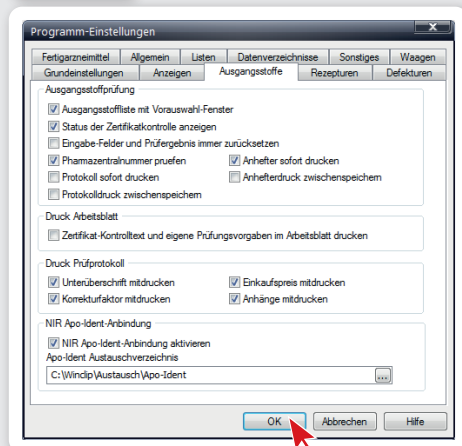 Programm-Einstellungen
Fertigarzneimittel Allgemein Listen Datenverzeichnisse Sonstiges Waagen
Grundeinstellungen Anzeigen Ausgangsstoffe Rezepturen Defekturen
Ausgangsstoffprüfung
Ausgangsstoffliste mit Vorauswahl-Fenster
Status der Zertifikatkontrolle anzeigen
Eingabe-Felder und Prüfergebnis immer zurücksetzen
Pharmazentralnummer pruefen Anhefter sofort drucken
Protokoll sofort drucken Anhefterdruck zwischenspeichern
Protokolldruck zwischenspeichern
Druck Arbeitsblatt
Zertifikat-Kontrolltext und eigene Prüfungsvorgaben im Arbeitsblatt drucken
Druck Prüfprotokoll
Unterüberschrift mitdrucken Einkaufspreis mitdrucken
Korrekturfaktor mitdrucken Anhänge mitdrucken
NIR Apo-Ident-Anbindung
NIR Apo-Ident-Anbindung aktivieren
Apo-Ident Austauschverzeichnis
C:\Winclip\Austausch\Apo-Ident ...
OK Abbrechen Hilfe